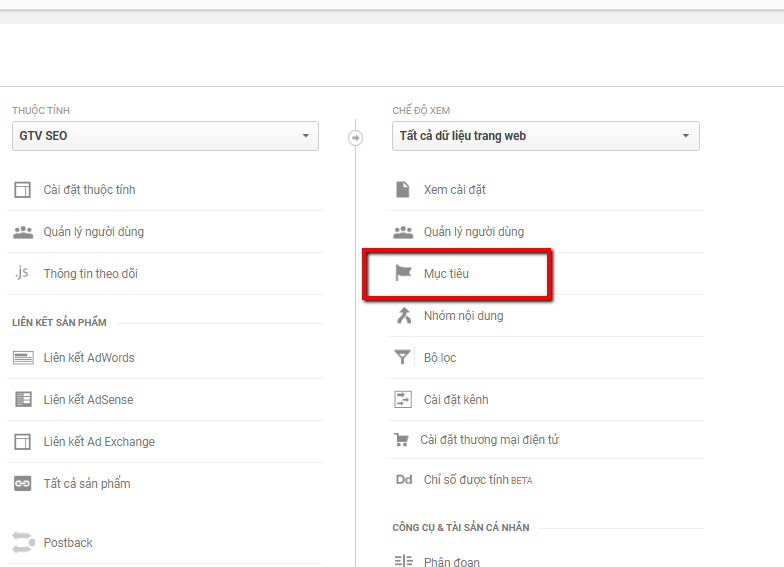 THUỘC TÍNH
GTV SEO
Cài đặt thuộc tính
Quản lý người dùng
.js Thông tin theo dõi
LIÊN KẾT SẢN PHẨM
Liên kết AdWords
Liên kết AdSense
Liên kết Ad Exchange
Tất cả sản phẩm
Postback
CHẾ ĐỘ XEM
Tất cả dữ liệu trang web
Xem cài đặt
Quản lý người dùng
Mục tiêu
Nhóm nội dung
Bộ lọc
Cài đặt kênh
Cài đặt thương mại điện tử
Dd Chỉ số được tính BETA
CÔNG CỤ & TÀI SẢN CÁ NHÂN
Phân đoạn